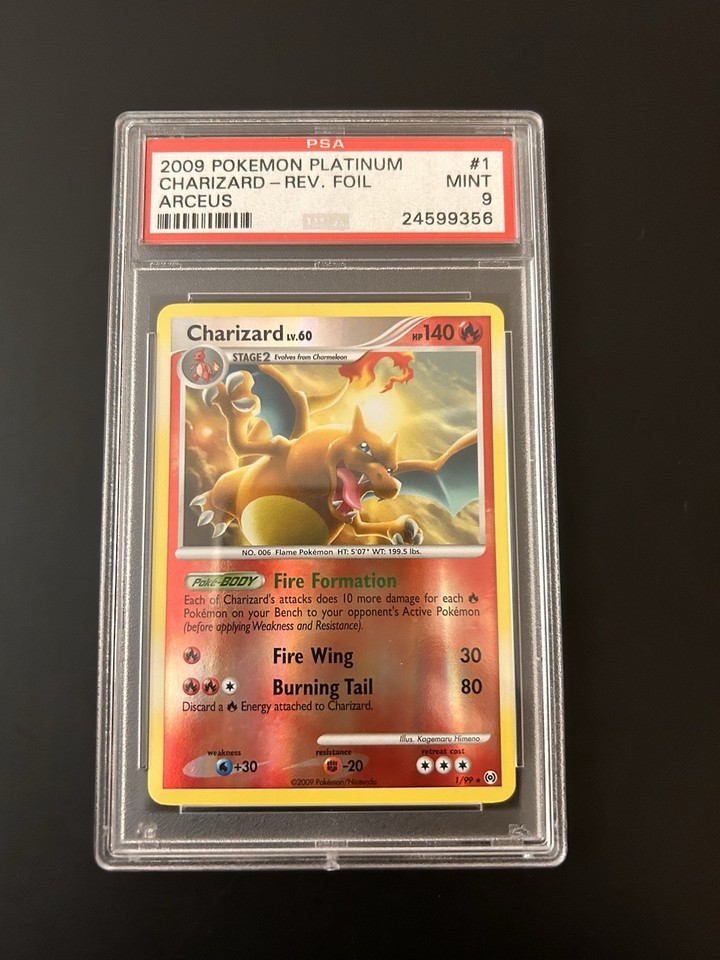 PSA
2009 POKEMON PLATINUM #1
CHARIZARD - REV. FOIL MINT
ARCEUS 9
24599356
Charizard LV.60 HP 140
STAGE 2 Evolves from Charmeleon
NO. 006 Flame Pokémon HT: 5'07" WT: 199.5 lbs.
Poké-BODY Fire Formation
Each of Charizard's attacks does 10 more damage for each
Pokémon on your Bench to your opponent's Active Pokémon
(before applying Weakness and Resistance).
Fire Wing 30
Burning Tail 80
Discard a Energy attached to Charizard.
Illus. Kagemaru Himeno
weakness resistance retreat cost
+30 -20
©2009 Pokémon/Nintendo 1/99 ★